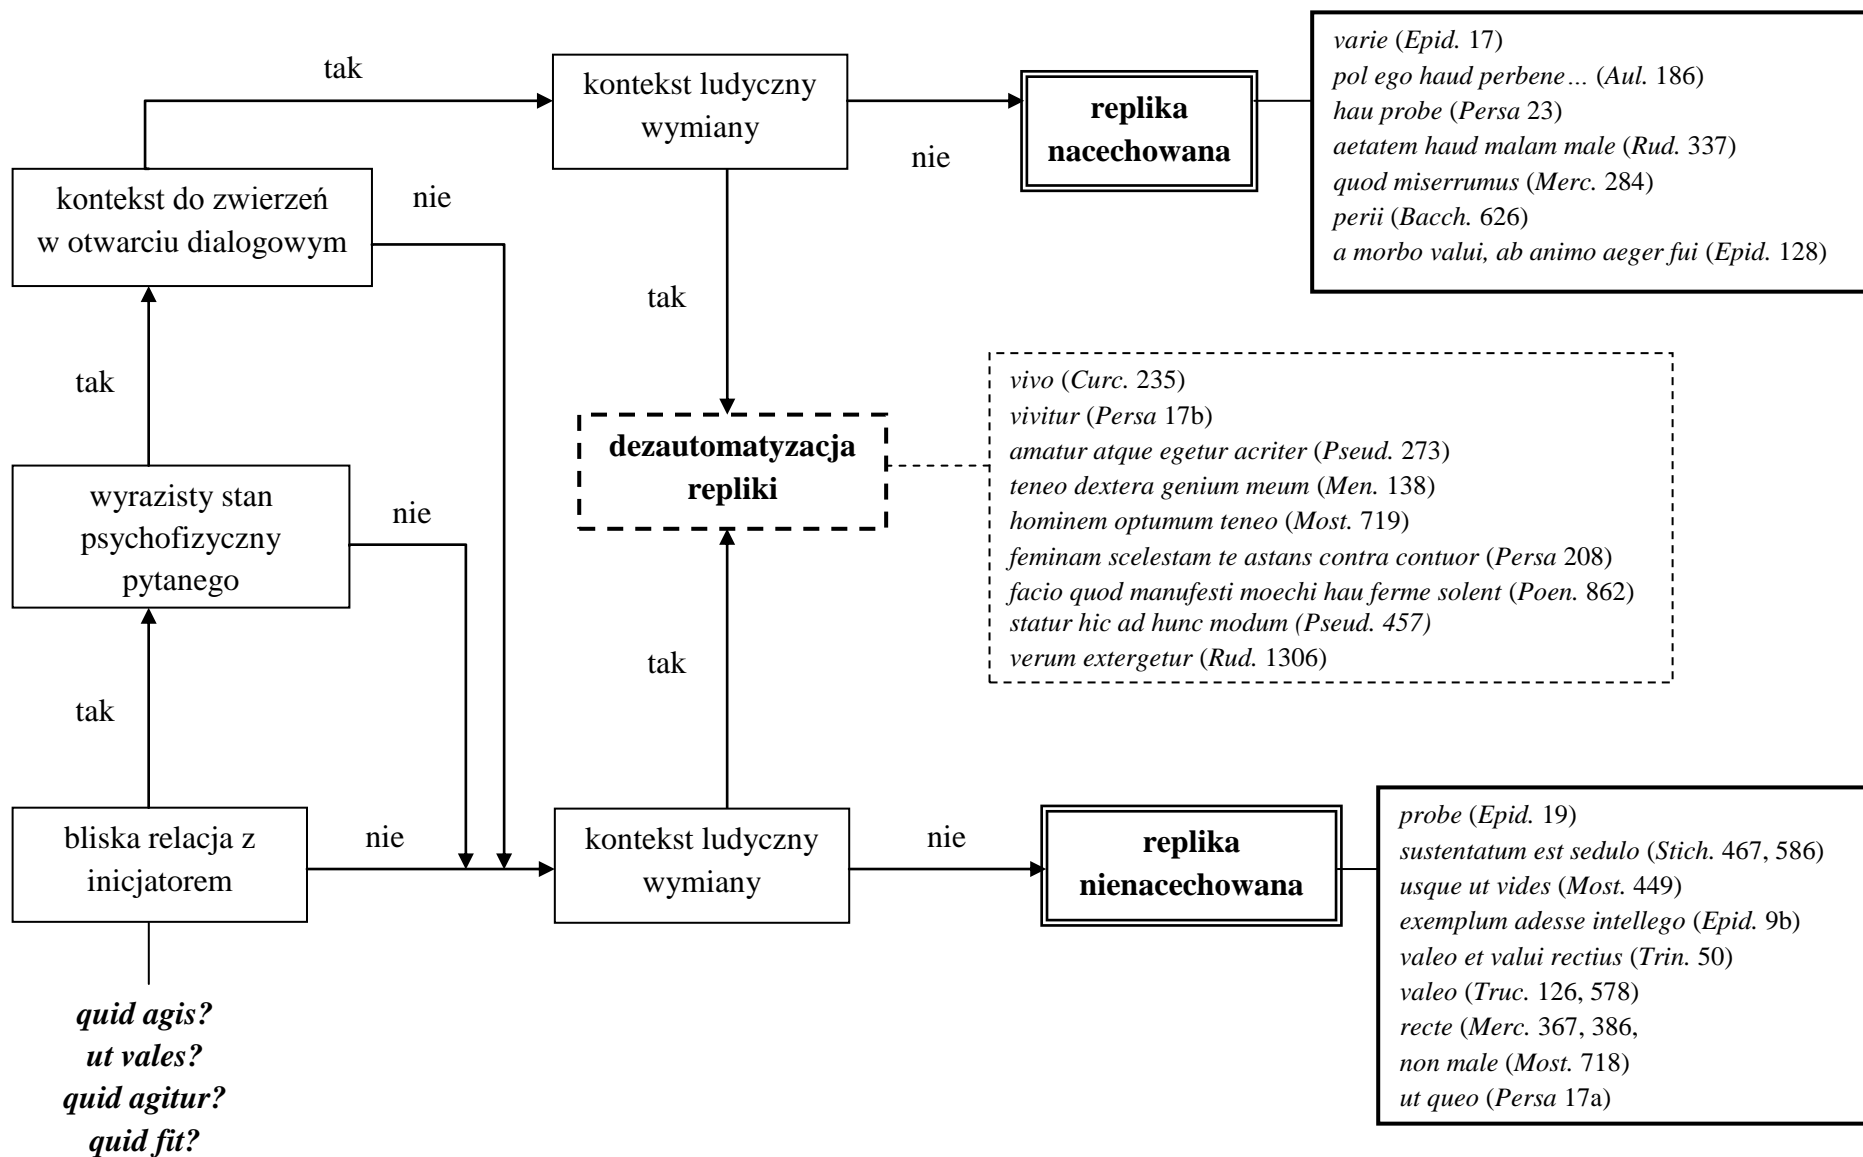 tak
kontekst ludyczny
wymiany
nie
replika
nacechowana
varie (Epid. 17)
pol ego haud perbene… (Aul. 186)
hau probe (Persa 23)
aetatem haud malam male (Rud. 337)
quod miserrumus (Merc. 284)
perii (Bacch. 626)
a morbo valui, ab animo aeger fui (Epid. 128)
kontekst do zwierzeń
w otwarciu dialogowym
nie
tak
tak
wyrazisty stan
psychofizyczny
pytanego
nie
dezautomatyzacja
repliki
vivo (Curc. 235)
vivitur (Persa 17b)
amatur atque egetur acriter (Pseud. 273)
teneo dextera genium meum (Men. 138)
hominem optumum teneo (Most. 719)
feminam scelestam te astans contra contuor (Persa 208)
facio quod manufesti moechi hau ferme solent (Poen. 862)
statur hic ad hunc modum (Pseud. 457)
verum extergetur (Rud. 1306)
tak
tak
bliska relacja z
inicjatorem
nie
kontekst ludyczny
wymiany
nie
replika
nienacechowana
probe (Epid. 19)
sustentatum est sedulo (Stich. 467, 586)
usque ut vides (Most. 449)
exemplum adesse intellego (Epid. 9b)
valeo et valui rectius (Trin. 50)
valeo (Truc. 126, 578)
recte (Merc. 367, 386,
non male (Most. 718)
ut queo (Persa 17a)
quid agis?
ut vales?
quid agitur?
quid fit?